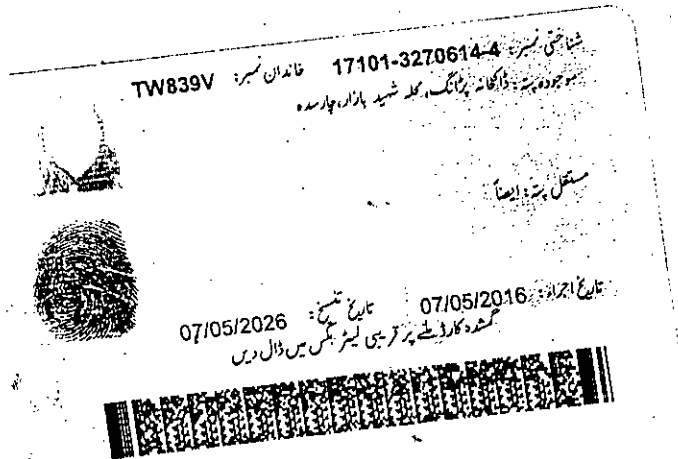 شناختی نمبر: 17101-3270614-4 خاندان نمبر: TW839V
موجودہ پتہ: ڈاکخانہ پڑانگ، محلہ شہید بازار، چارسدہ
مستقل پتہ: ایضاً
تاریخ اجراء: 07/05/2016 تاریخ تنسیخ: 07/05/2026
گمشدہ کارڈ ملنے پر قریبی لیٹر بکس میں ڈال دیں